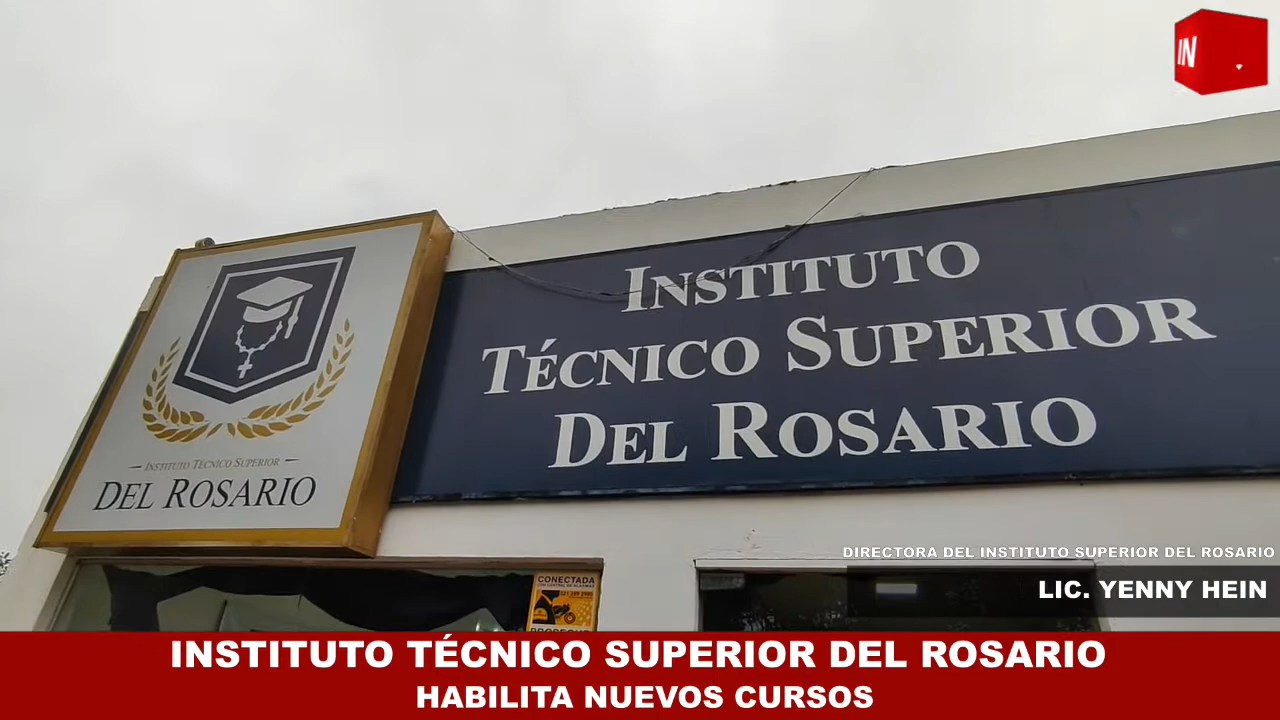 IN
INSTITUTO
TÉCNICO SUPERIOR
DEL ROSARIO
INSTITUTO TÉCNICO SUPERIOR
DEL ROSARIO
CONECTADA
DIRECTORA DEL INSTITUTO SUPERIOR DEL ROSARIO
LIC. YENNY HEIN
INSTITUTO TÉCNICO SUPERIOR DEL ROSARIO
HABILITA NUEVOS CURSOS